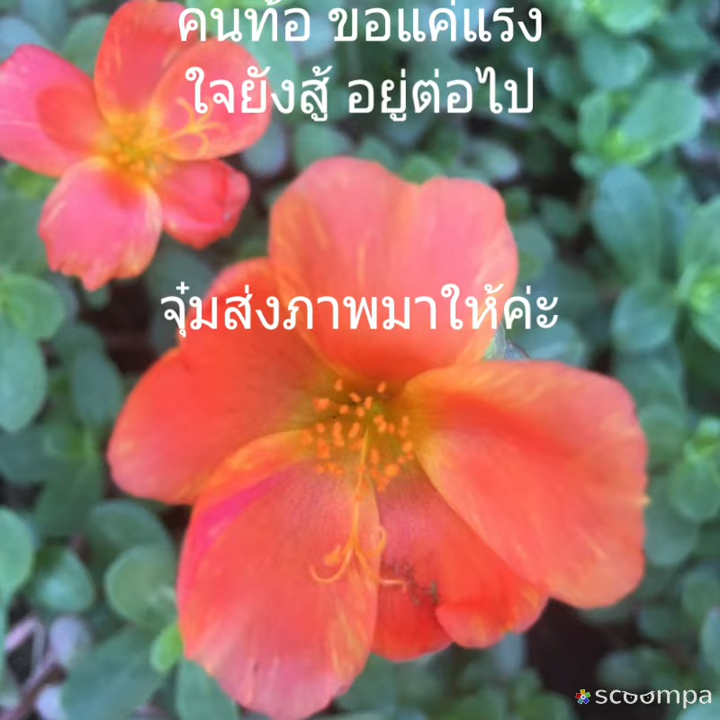 คนท้อ ขอแค่แรง
ใจยังสู้ อยู่ต่อไป
จุ๋มส่งภาพมาให้ค่ะ
scoompa